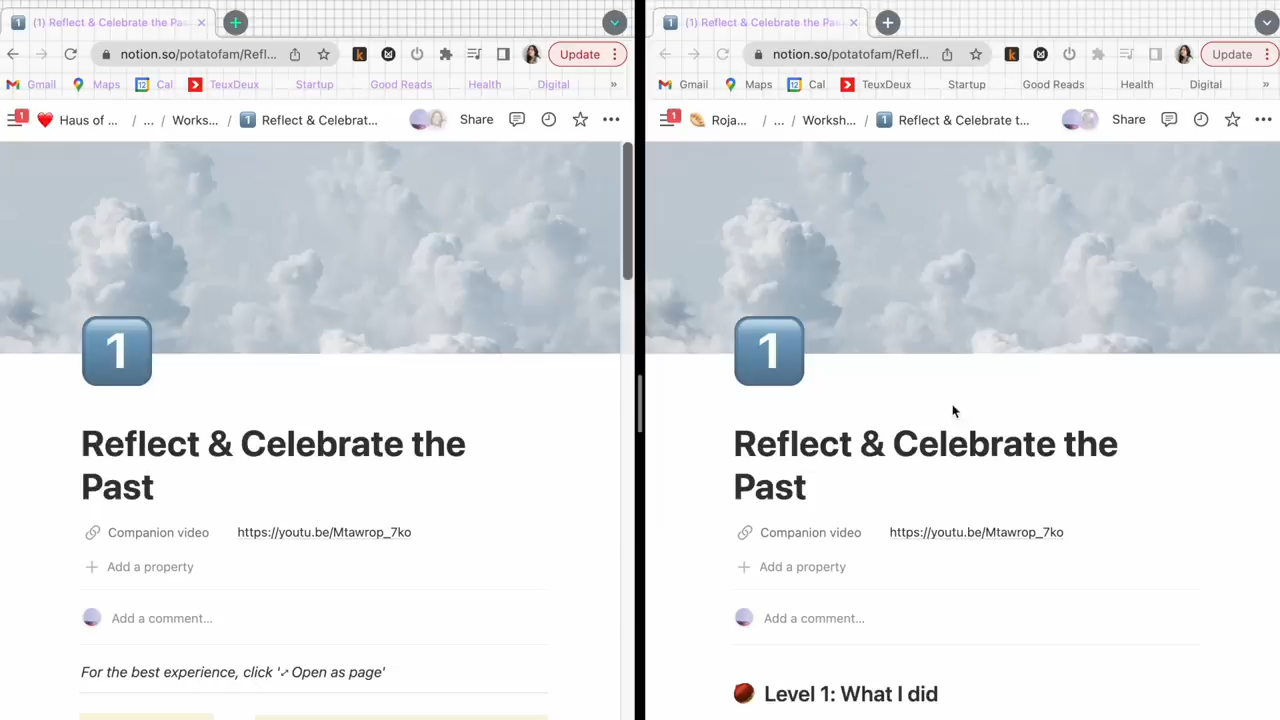 (1) Reflect & Celebrate the Pas
notion.so/potatofam/Refl...
Update
Gmail
Maps
Cal
TeuxDeux
Startup
Good Reads
Health
Digital
»
1
Haus of ... / ... / Works... / Reflect & Celebrat...
Share
1
Reflect & Celebrate the
Past
Companion video
https://youtu.be/Mtawrop_7ko
Add a property
Add a comment...
For the best experience, click '⤢ Open as page'
(1) Reflect & Celebrate the Pas
notion.so/potatofam/Refl...
Update
Gmail
Maps
Cal
TeuxDeux
Startup
Good Reads
Health
Digital
»
1
Roja... / ... / Worksh... / Reflect & Celebrate t...
Share
1
Reflect & Celebrate the
Past
Companion video
https://youtu.be/Mtawrop_7ko
Add a property
Add a comment...
Level 1: What I did